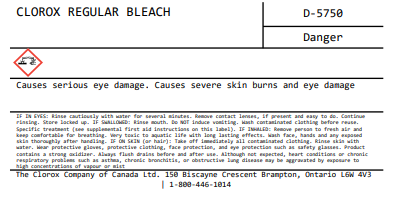 CLOROX REGULAR BLEACH
D-5750
Danger
Causes serious eye damage. Causes severe skin burns and eye damage
IF IN EYES: Rinse cautiously with water for several minutes. Remove contact lenses, if present and easy to do. Continue
rinsing. Store locked up. IF SWALLOWED: Rinse mouth. Do NOT induce vomiting. Wash contaminated clothing before reuse.
Specific treatment (see supplemental first aid instructions on this label). IF INHALED: Remove person to fresh air and
keep comfortable for breathing. Very toxic to aquatic life with long lasting effects. Wash face, hands and any exposed
skin thoroughly after handling. IF ON SKIN (or hair): Take off immediately all contaminated clothing. Rinse skin with
water. Wear protective gloves, protective clothing, face protection, and eye protection such as safety glasses. Product
contains a strong oxidizer. Always flush drains before and after use. Although not expected, heart conditions or chronic
respiratory problems such as asthma, chronic bronchitis, or obstructive lung disease may be aggravated by exposure to
high concentrations of vapour or mist
The Clorox Company of Canada Ltd. 150 Biscayne Crescent Brampton, Ontario L6W 4V3
| 1-800-446-1014